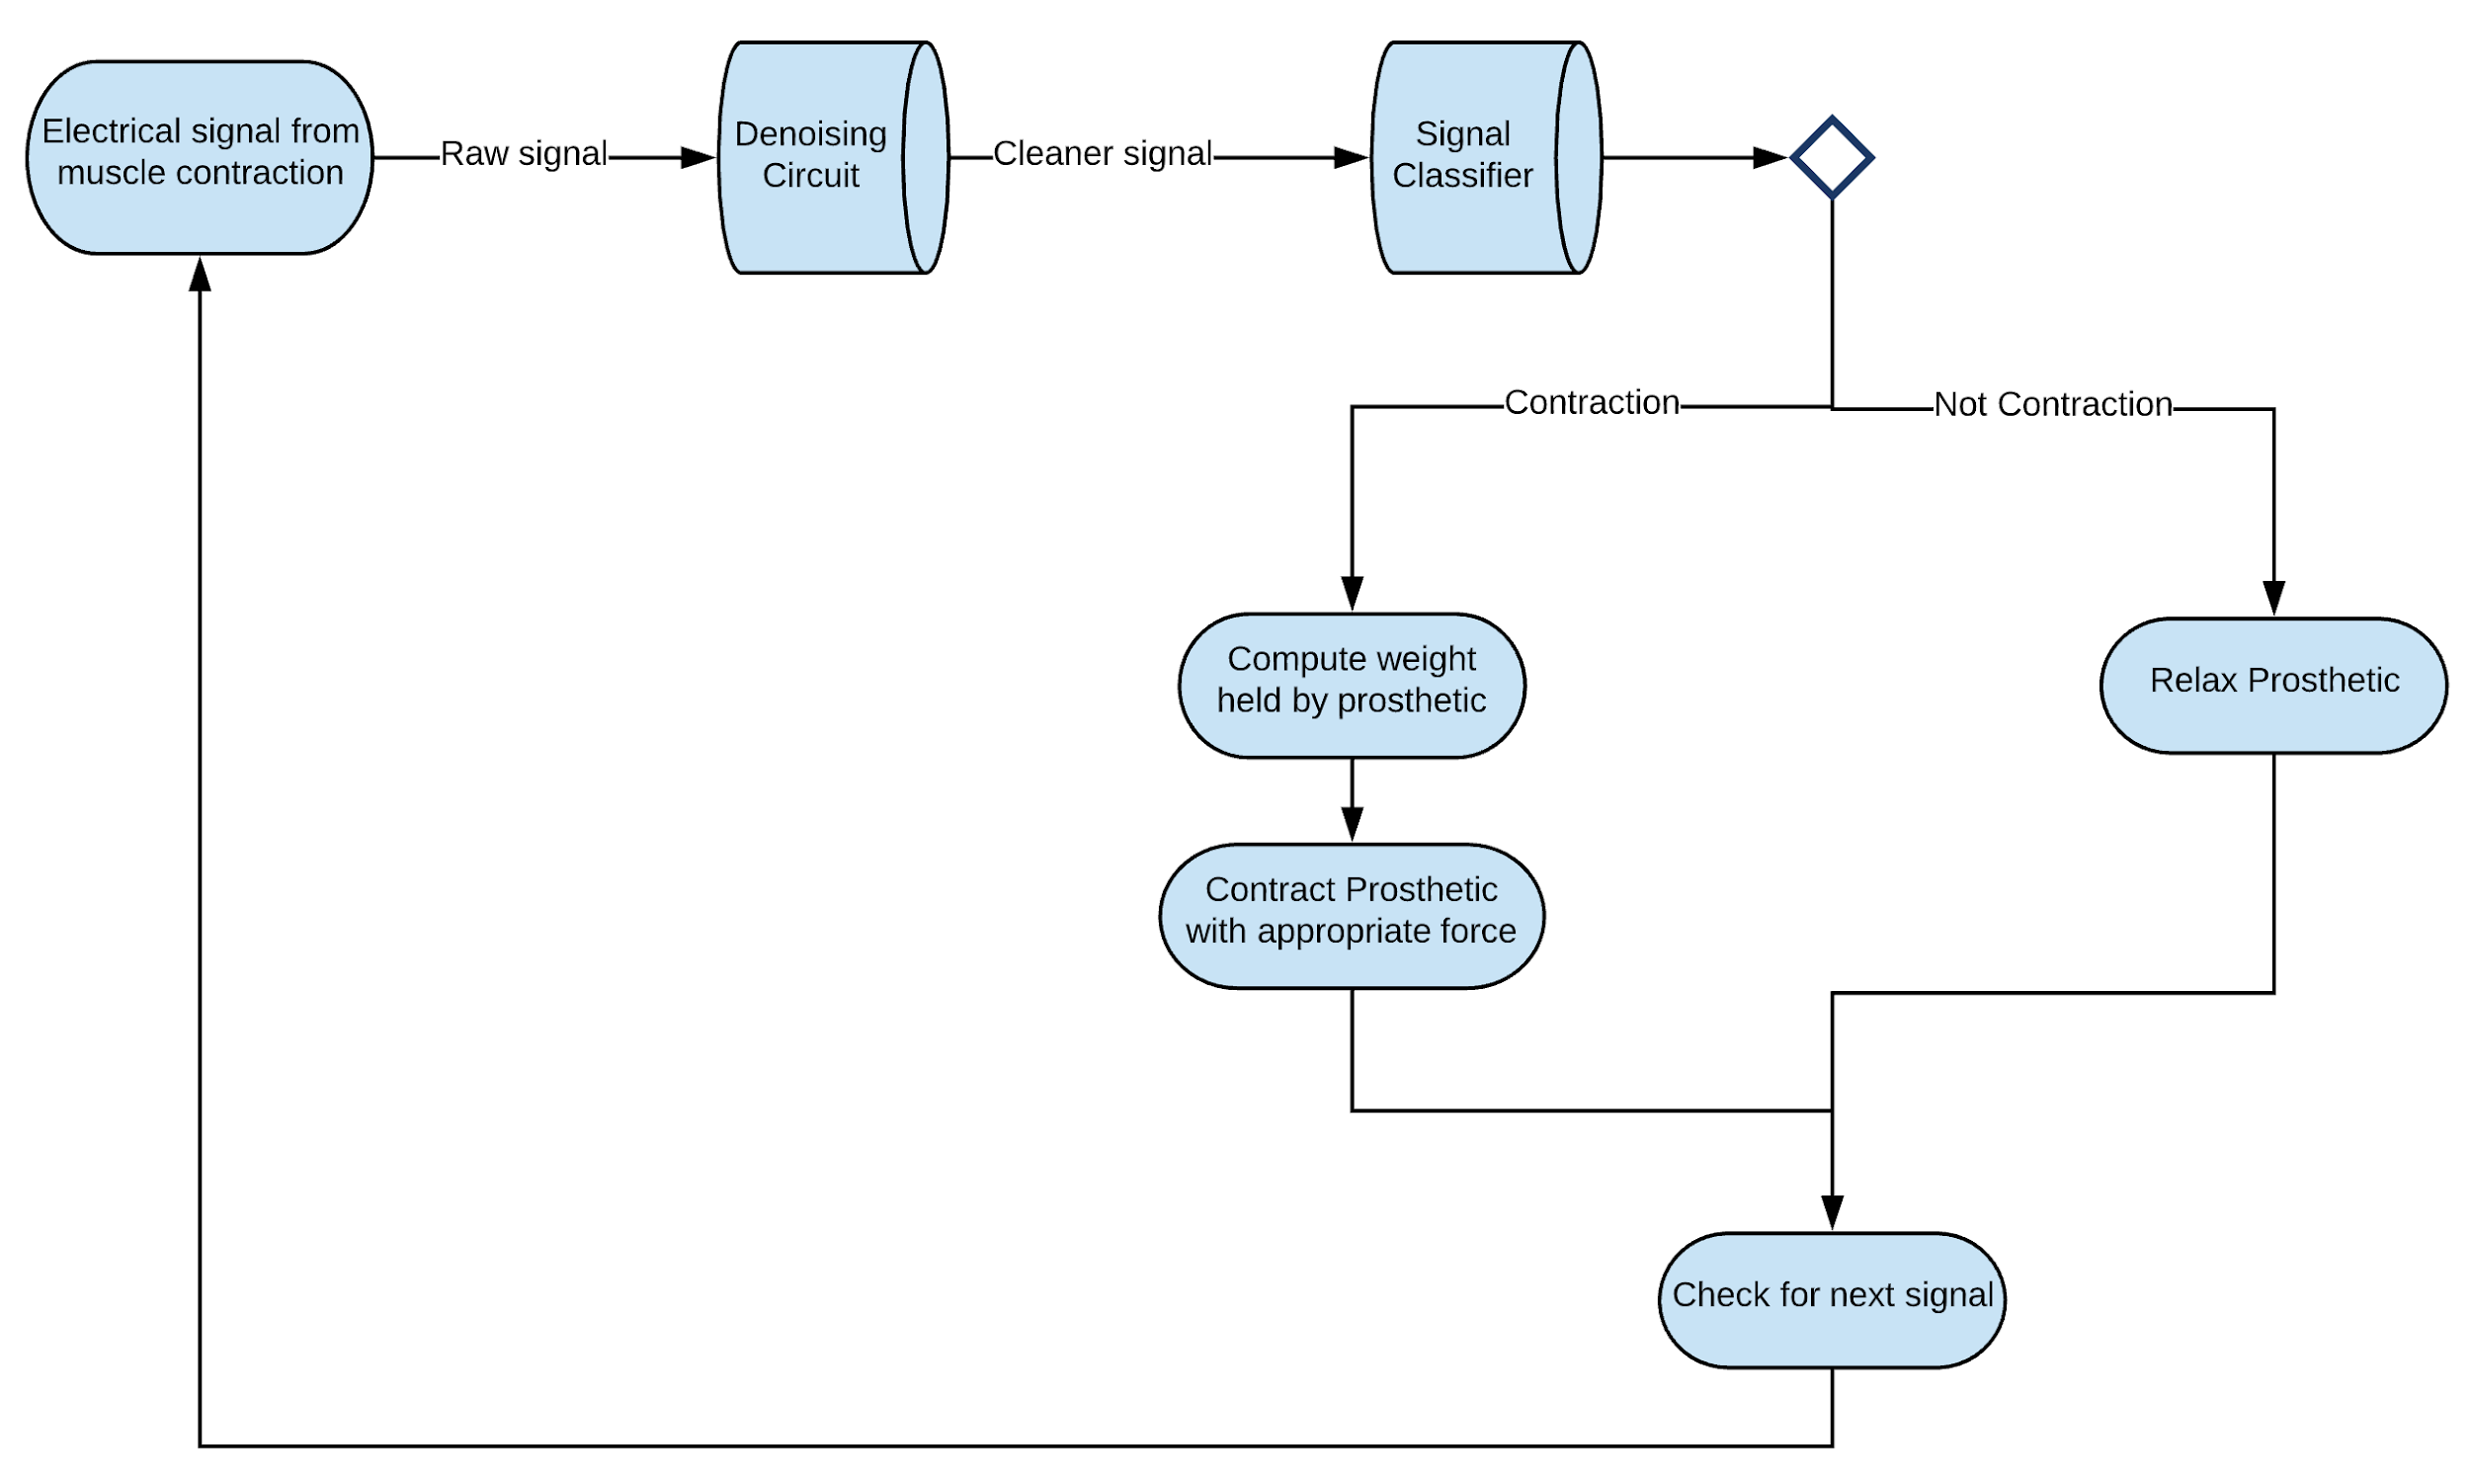 Electrical signal from
muscle contraction
Raw signal
Denoising
Circuit
Cleaner signal
Signal
Classifier
Contraction
Not Contraction
Compute weight
held by prosthetic
Relax Prosthetic
Contract Prosthetic
with appropriate force
Check for next signal